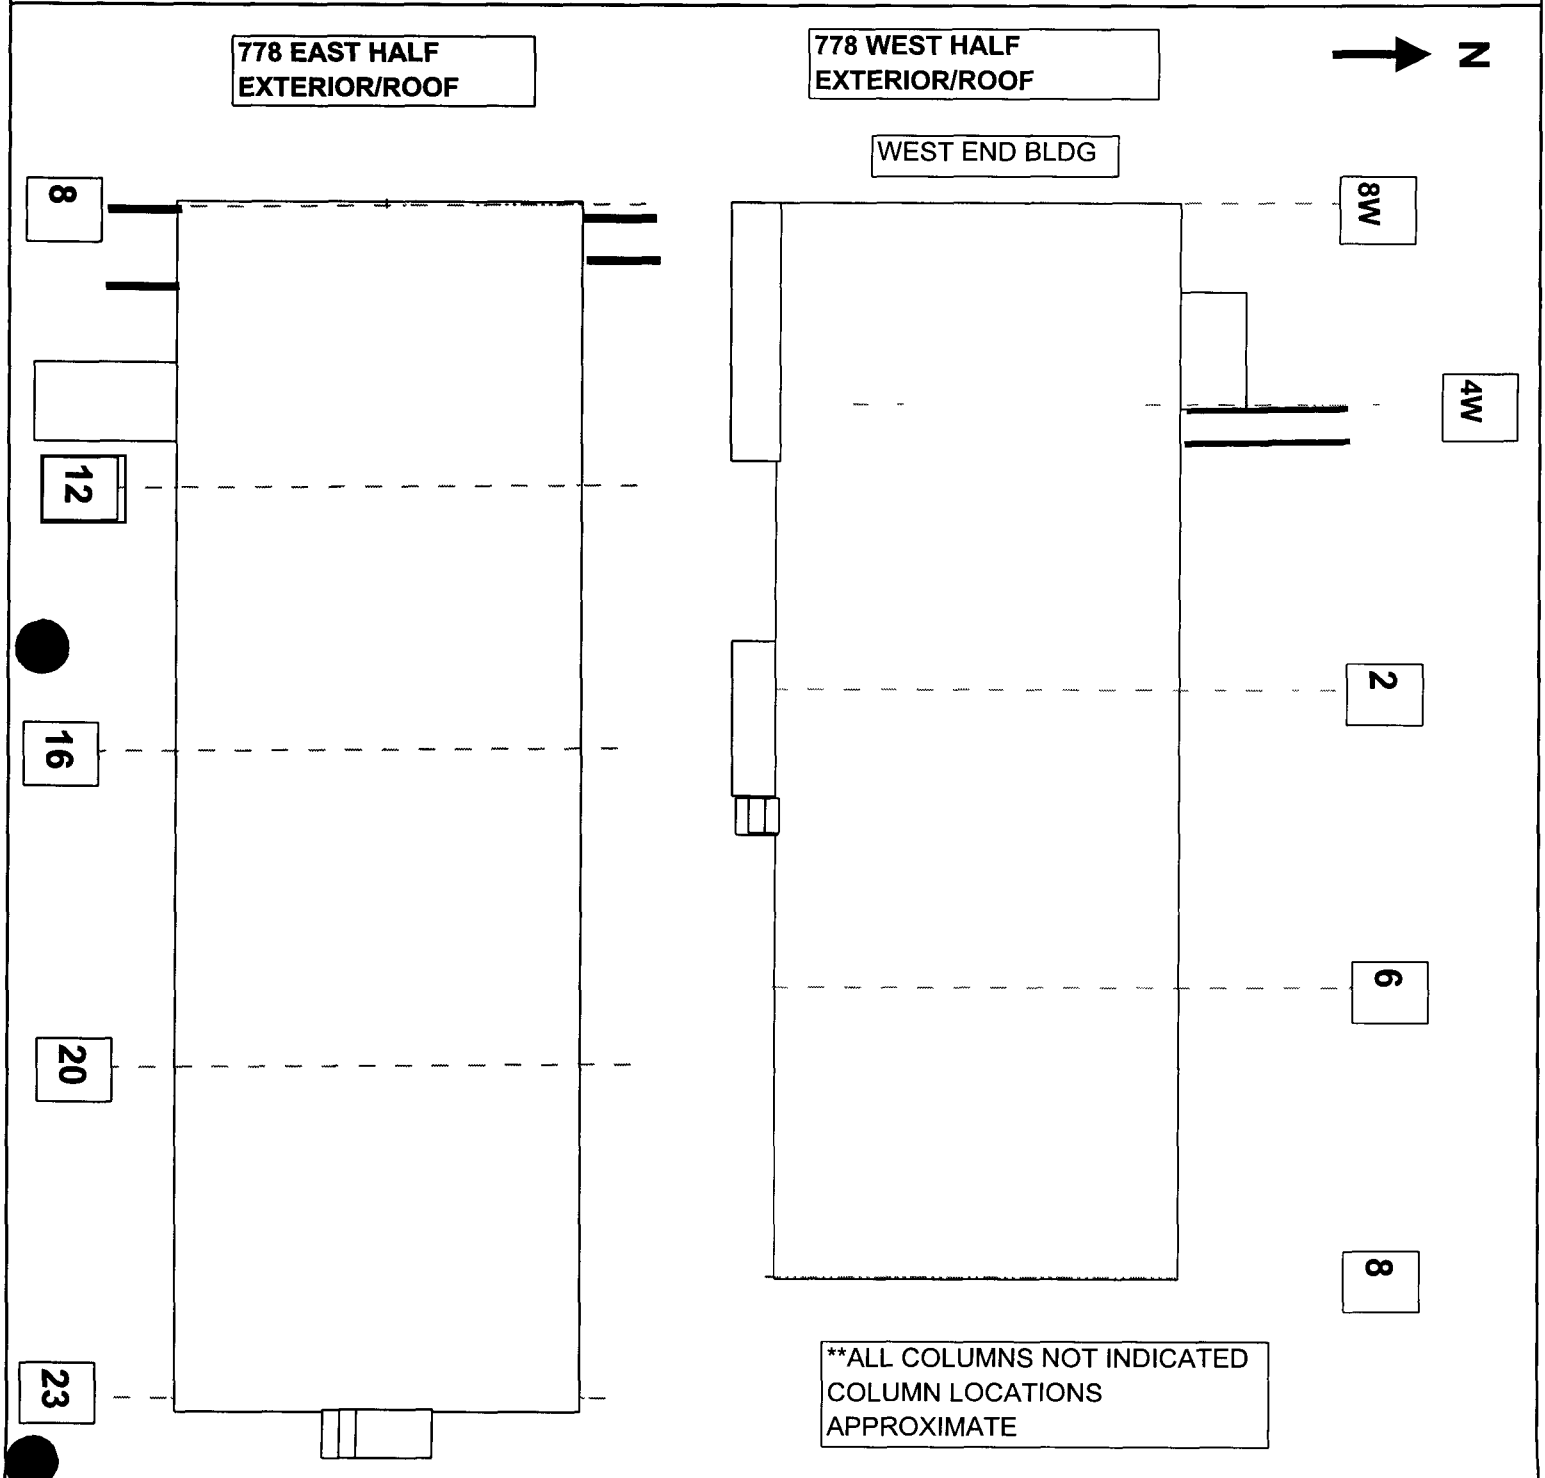 778 EAST HALF
EXTERIOR/ROOF
778 WEST HALF
EXTERIOR/ROOF
N
WEST END BLDG
8
8W
4W
12
2
16
6
20
8
23
**ALL COLUMNS NOT INDICATED
COLUMN LOCATIONS
APPROXIMATE